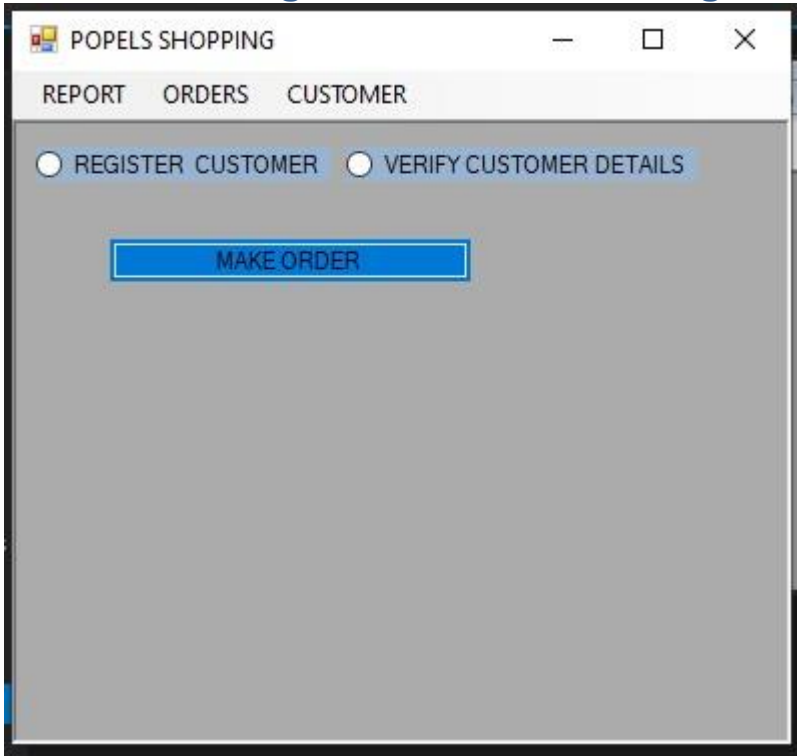 POPELS SHOPPING
REPORT ORDERS CUSTOMER
REGISTER CUSTOMER VERIFY CUSTOMER DETAILS
MAKE ORDER